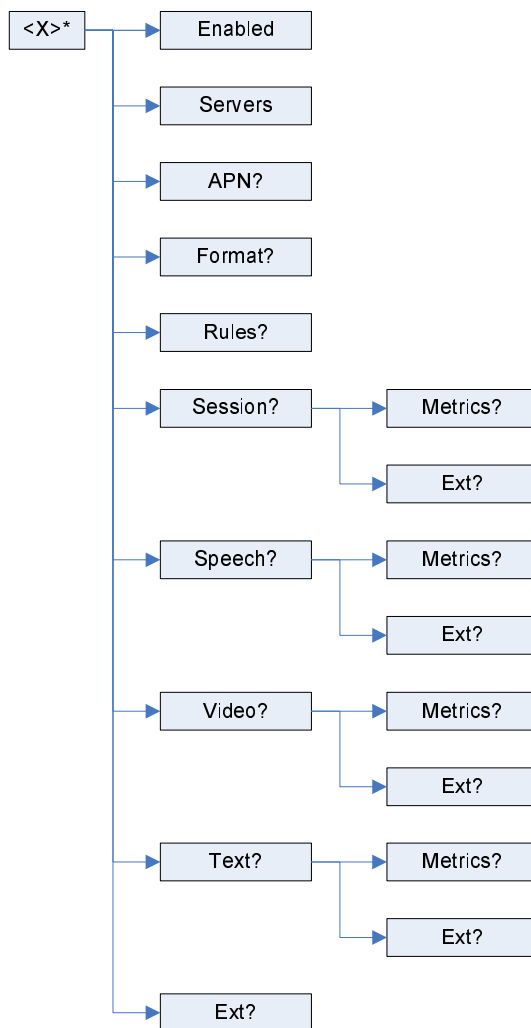 <X>*
Enabled
Servers
APN?
Format?
Rules?
Session?
Metrics?
Ext?
Speech?
Metrics?
Ext?
Video?
Metrics?
Ext?
Text?
Metrics?
Ext?
Ext?